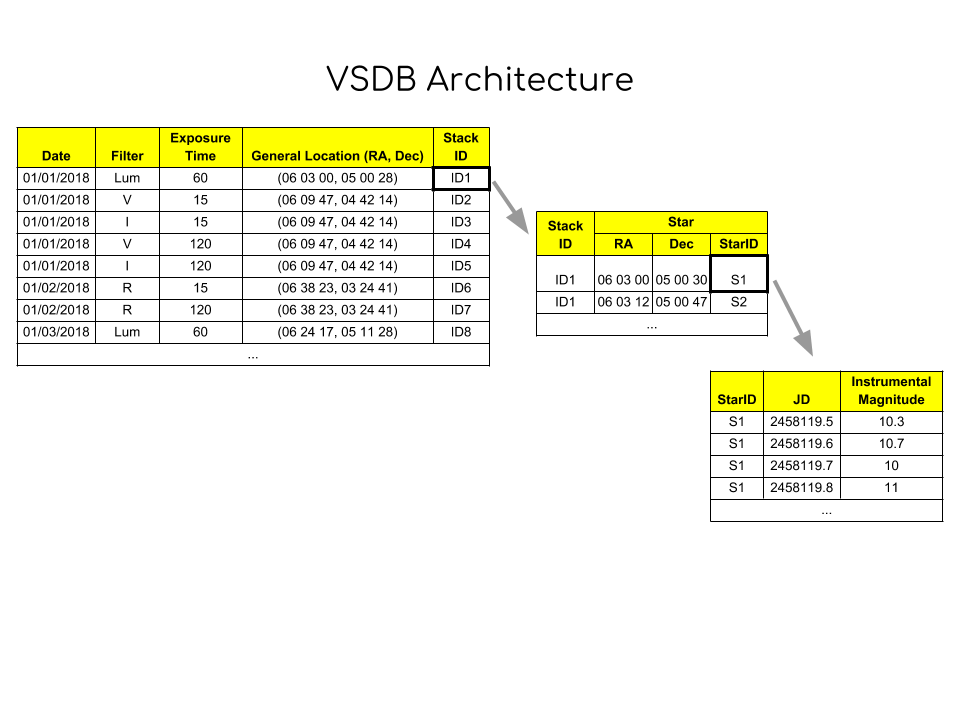 VSDB Architecture
Date Filter Exposure Time General Location (RA, Dec) Stack ID
01/01/2018 Lum 60 (06 03 00, 05 00 28) ID1
01/01/2018 V 15 (06 09 47, 04 42 14) ID2
01/01/2018 I 15 (06 09 47, 04 42 14) ID3
01/01/2018 V 120 (06 09 47, 04 42 14) ID4
01/01/2018 I 120 (06 09 47, 04 42 14) ID5
01/02/2018 R 15 (06 38 23, 03 24 41) ID6
01/02/2018 R 120 (06 38 23, 03 24 41) ID7
01/03/2018 Lum 60 (06 24 17, 05 11 28) ID8
...
Stack ID Star
RA Dec StarID
ID1 06 03 00 05 00 30 S1
ID1 06 03 12 05 00 47 S2
...
StarID JD Instrumental Magnitude
S1 2458119.5 10.3
S1 2458119.6 10.7
S1 2458119.7 10
S1 2458119.8 11
...